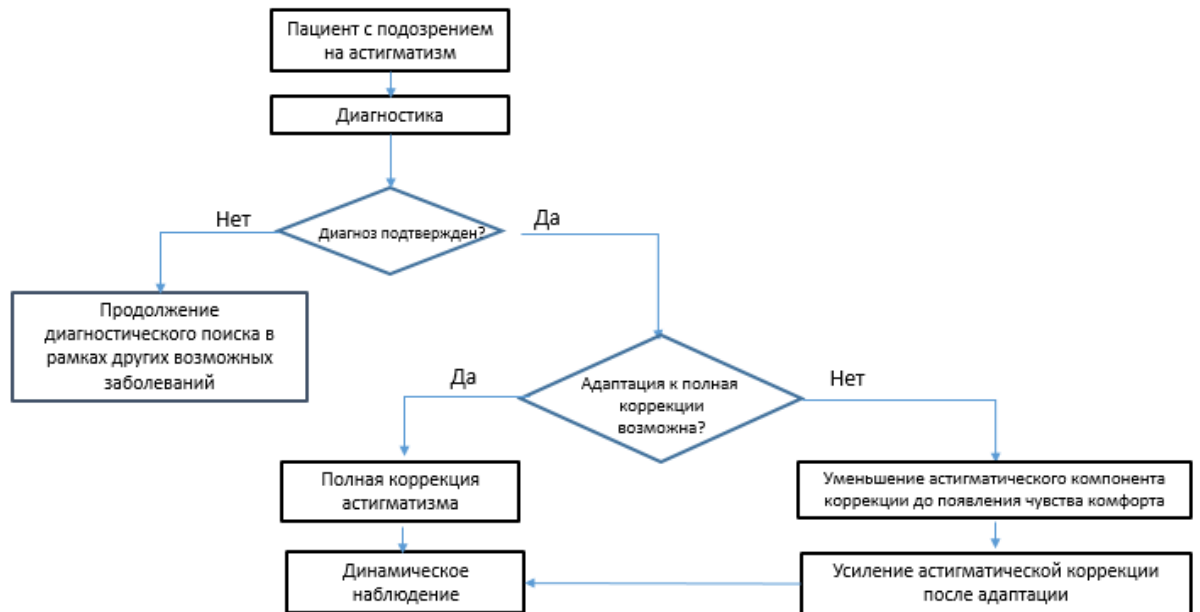 Пациент с подозрением
на астигматизм
Диагностика
Нет
Да
Диагноз подтвержден?
Продолжение
диагностического поиска в
рамках других возможных
заболеваний
Да
Нет
Адаптация к полная
коррекции
возможна?
Полная коррекция
астигматизма
Уменьшение астигматического компонента
коррекции до появления чувства комфорта
Динамическое
наблюдение
Усиление астигматической коррекции
после адаптации